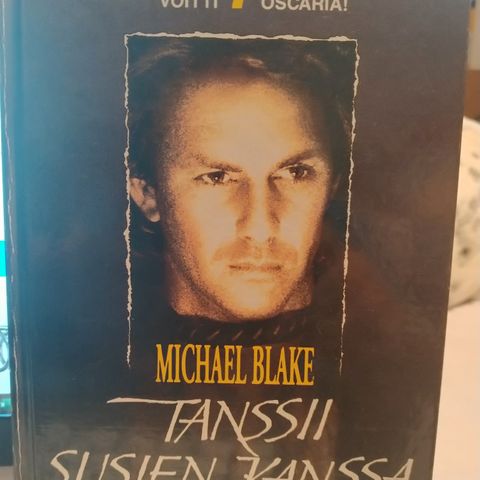 VOITTI 7 OSCARIA!
MICHAEL BLAKE
TANSSII
SUSIEN KANSSA